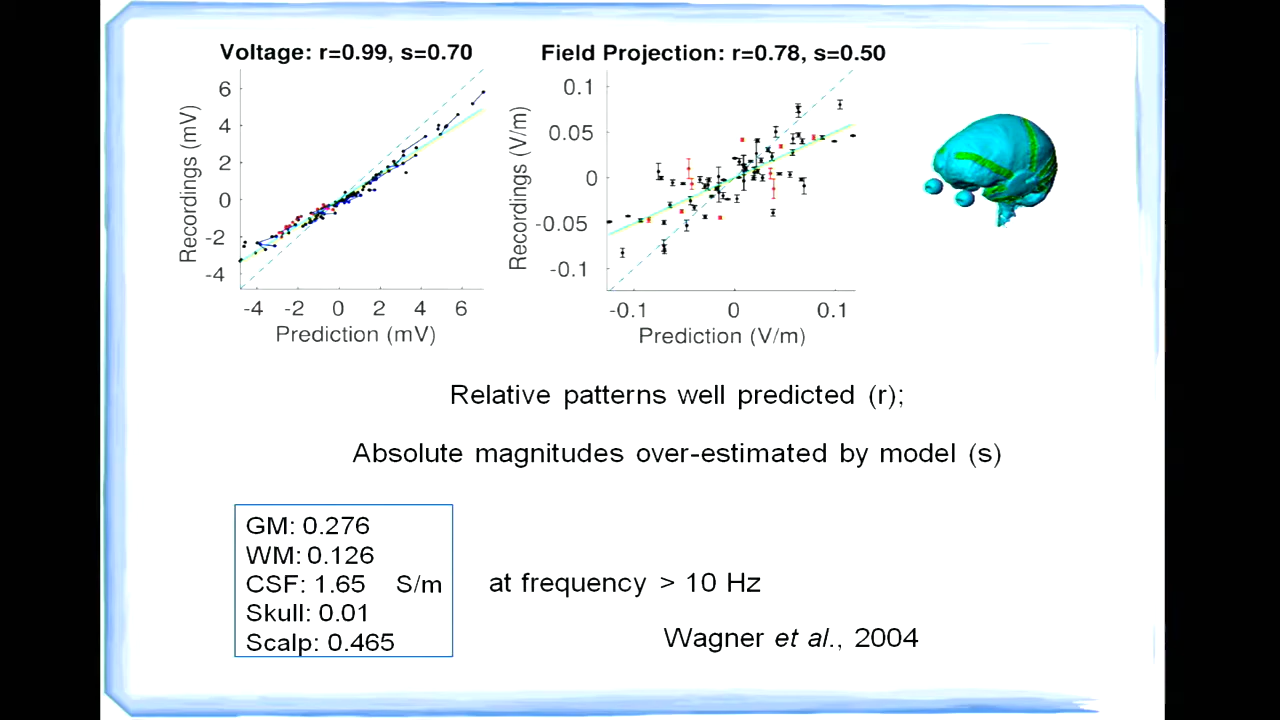 Voltage: r=0.99, s=0.70
Recordings (mV)
6
4
2
0
-2
-4
-4 -2 0 2 4 6
Prediction (mV)
Field Projection: r=0.78, s=0.50
Recordings (V/m)
0.1
0.05
0
-0.05
-0.1
-0.1 0 0.1
Prediction (V/m)
Relative patterns well predicted (r);
Absolute magnitudes over-estimated by model (s)
GM: 0.276
WM: 0.126
CSF: 1.65 S/m
Skull: 0.01
Scalp: 0.465
at frequency > 10 Hz
Wagner et al., 2004